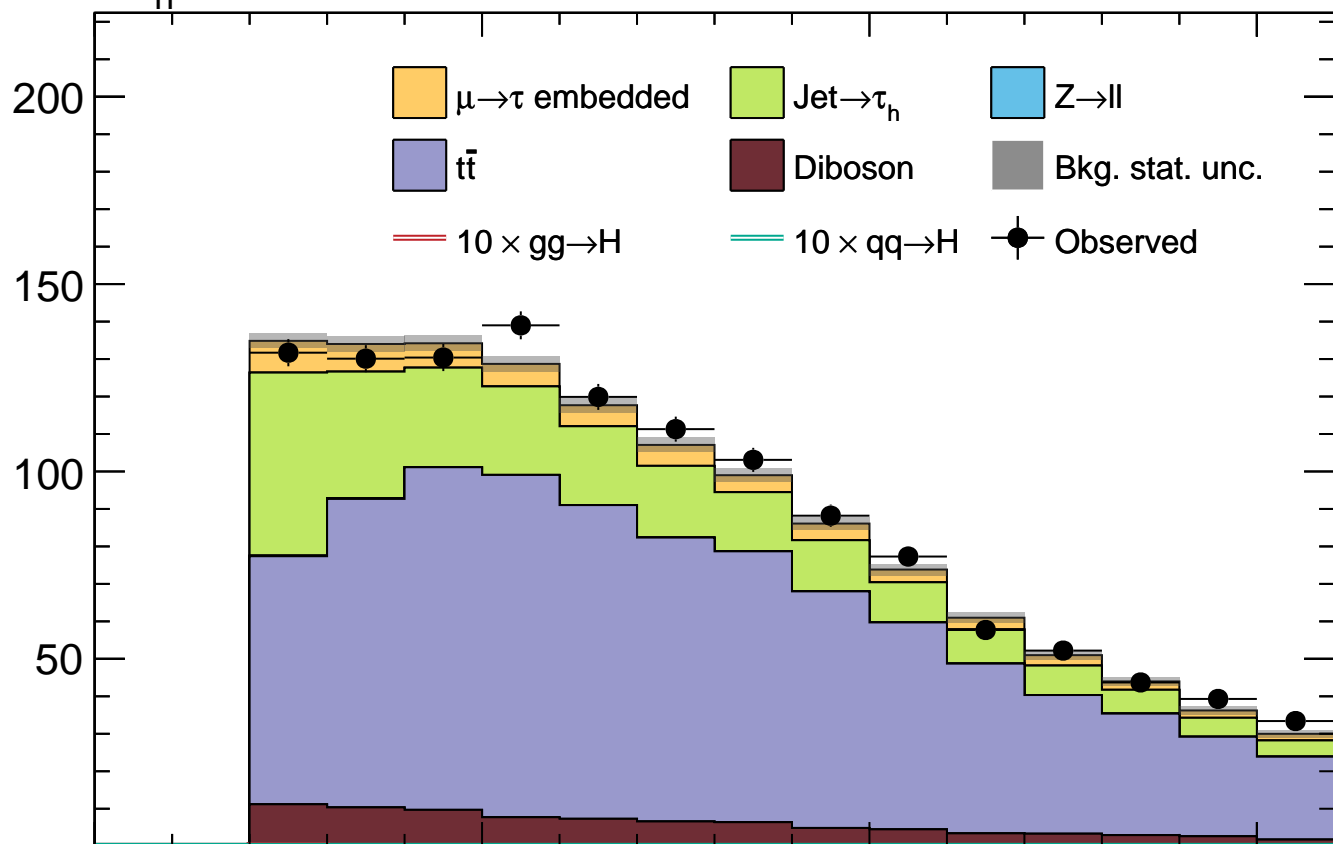 200
μ→τ embedded Jet→τh Z→ll
tt̄ Diboson Bkg. stat. unc.
10 × gg→H 10 × qq→H Observed
150
100
50